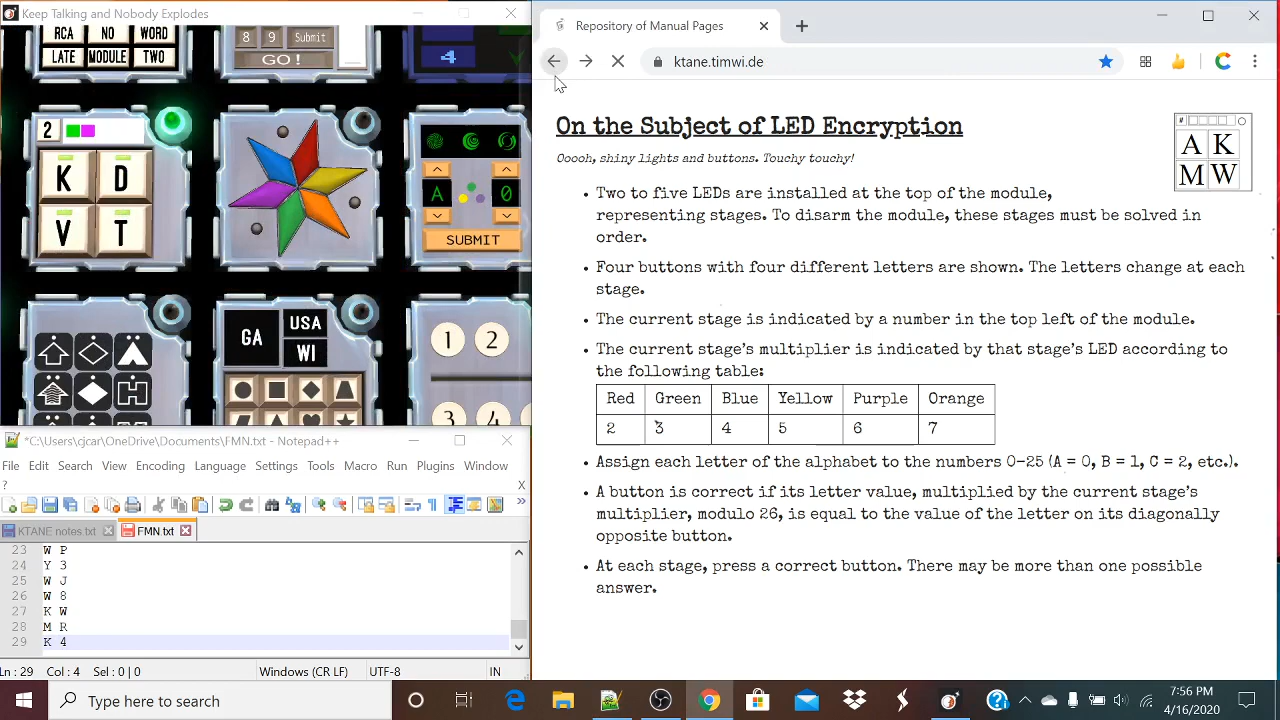 Keep Talking and Nobody Explodes
RCA NO WORD
LATE MODULE TWO
8 9 Submit
GO!
4
2
K D
V T
A 0
SUBMIT
GA
USA
WI
1 2
3 4
Repository of Manual Pages
ktane.timwi.de
On the Subject of LED Encryption
Ooooh, shiny lights and buttons. Touchy touchy!
A K
M W
• Two to five LEDs are installed at the top of the module,
representing stages. To disarm the module, these stages must be solved in
order.
• Four buttons with four different letters are shown. The letters change at each
stage.
• The current stage is indicated by a number in the top left of the module.
• The current stage's multiplier is indicated by that stage's LED according to
the following table:
Red Green Blue Yellow Purple Orange
2 3 4 5 6 7
• Assign each letter of the alphabet to the numbers 0-25 (A = 0, B = 1, C = 2, etc.).
• A button is correct if its letter value, multiplied by the current stage's
multiplier, modulo 26, is equal to the value of the letter on its diagonally
opposite button.
• At each stage, press a correct button. There may be more than one possible
answer.
*C:\Users\gjcar\OneDrive\Documents\FMN.txt - Notepad++
File Edit Search View Encoding Language Settings Tools Macro Run Plugins Window
? X
KTANE notes.txt FMN.txt
23 W P
24 Y 3
25 W J
26 W 8
27 K W
28 M R
29 K 4
Ln : 29 Col : 4 Sel : 0 | 0 Windows (CR LF) UTF-8 IN
Type here to search
7:56 PM
4/16/2020